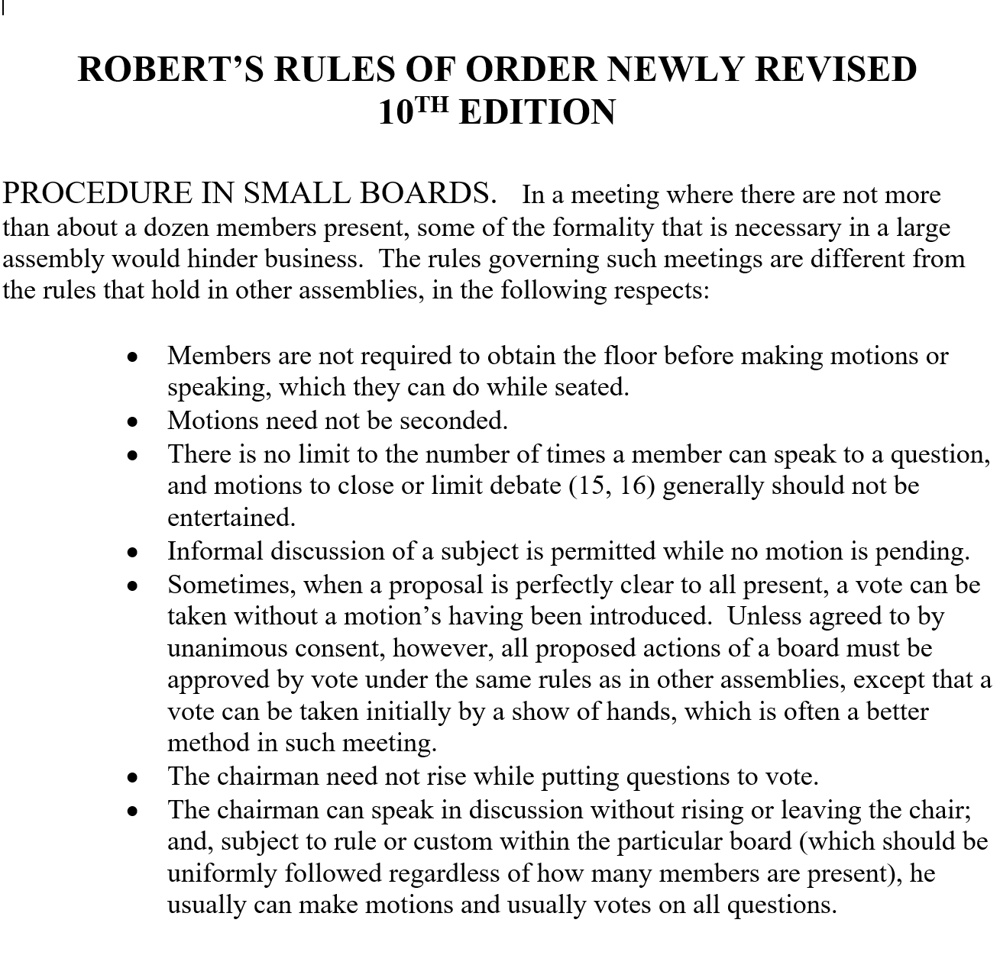 ROBERT’S RULES OF ORDER NEWLY REVISED
10TH EDITION
PROCEDURE IN SMALL BOARDS.   In a meeting where there are not more
than about a dozen members present, some of the formality that is necessary in a large
assembly would hinder business.  The rules governing such meetings are different from
the rules that hold in other assemblies, in the following respects:
• Members are not required to obtain the floor before making motions or
speaking, which they can do while seated.
• Motions need not be seconded.
• There is no limit to the number of times a member can speak to a question,
and motions to close or limit debate (15, 16) generally should not be
entertained.
• Informal discussion of a subject is permitted while no motion is pending.
• Sometimes, when a proposal is perfectly clear to all present, a vote can be
taken without a motion’s having been introduced.  Unless agreed to by
unanimous consent, however, all proposed actions of a board must be
approved by vote under the same rules as in other assemblies, except that a
vote can be taken initially by a show of hands, which is often a better
method in such meeting.
• The chairman need not rise while putting questions to vote.
• The chairman can speak in discussion without rising or leaving the chair;
and, subject to rule or custom within the particular board (which should be
uniformly followed regardless of how many members are present), he
usually can make motions and usually votes on all questions.